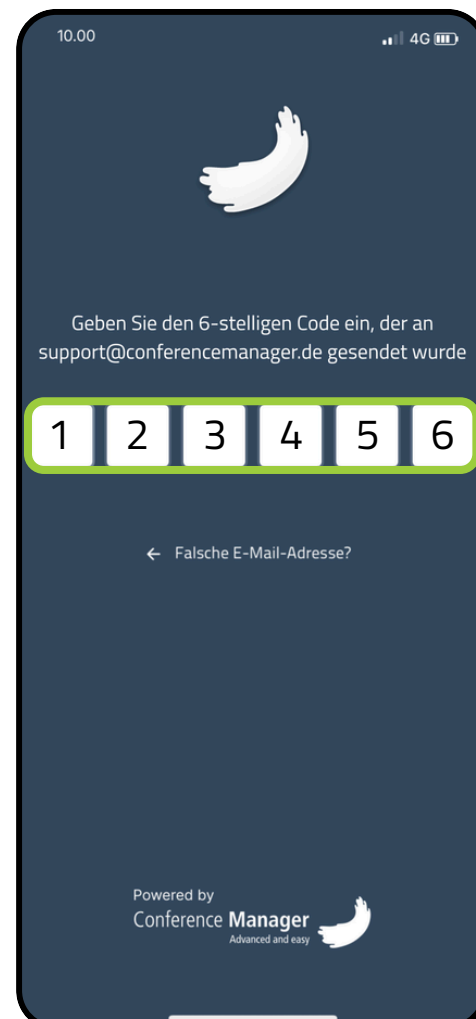 10.00 4G
Geben Sie den 6-stelligen Code ein, der an
support@conferencemanager.de gesendet wurde
1 2 3 4 5 6
← Falsche E-Mail-Adresse?
Powered by
Conference Manager
Advanced and easy